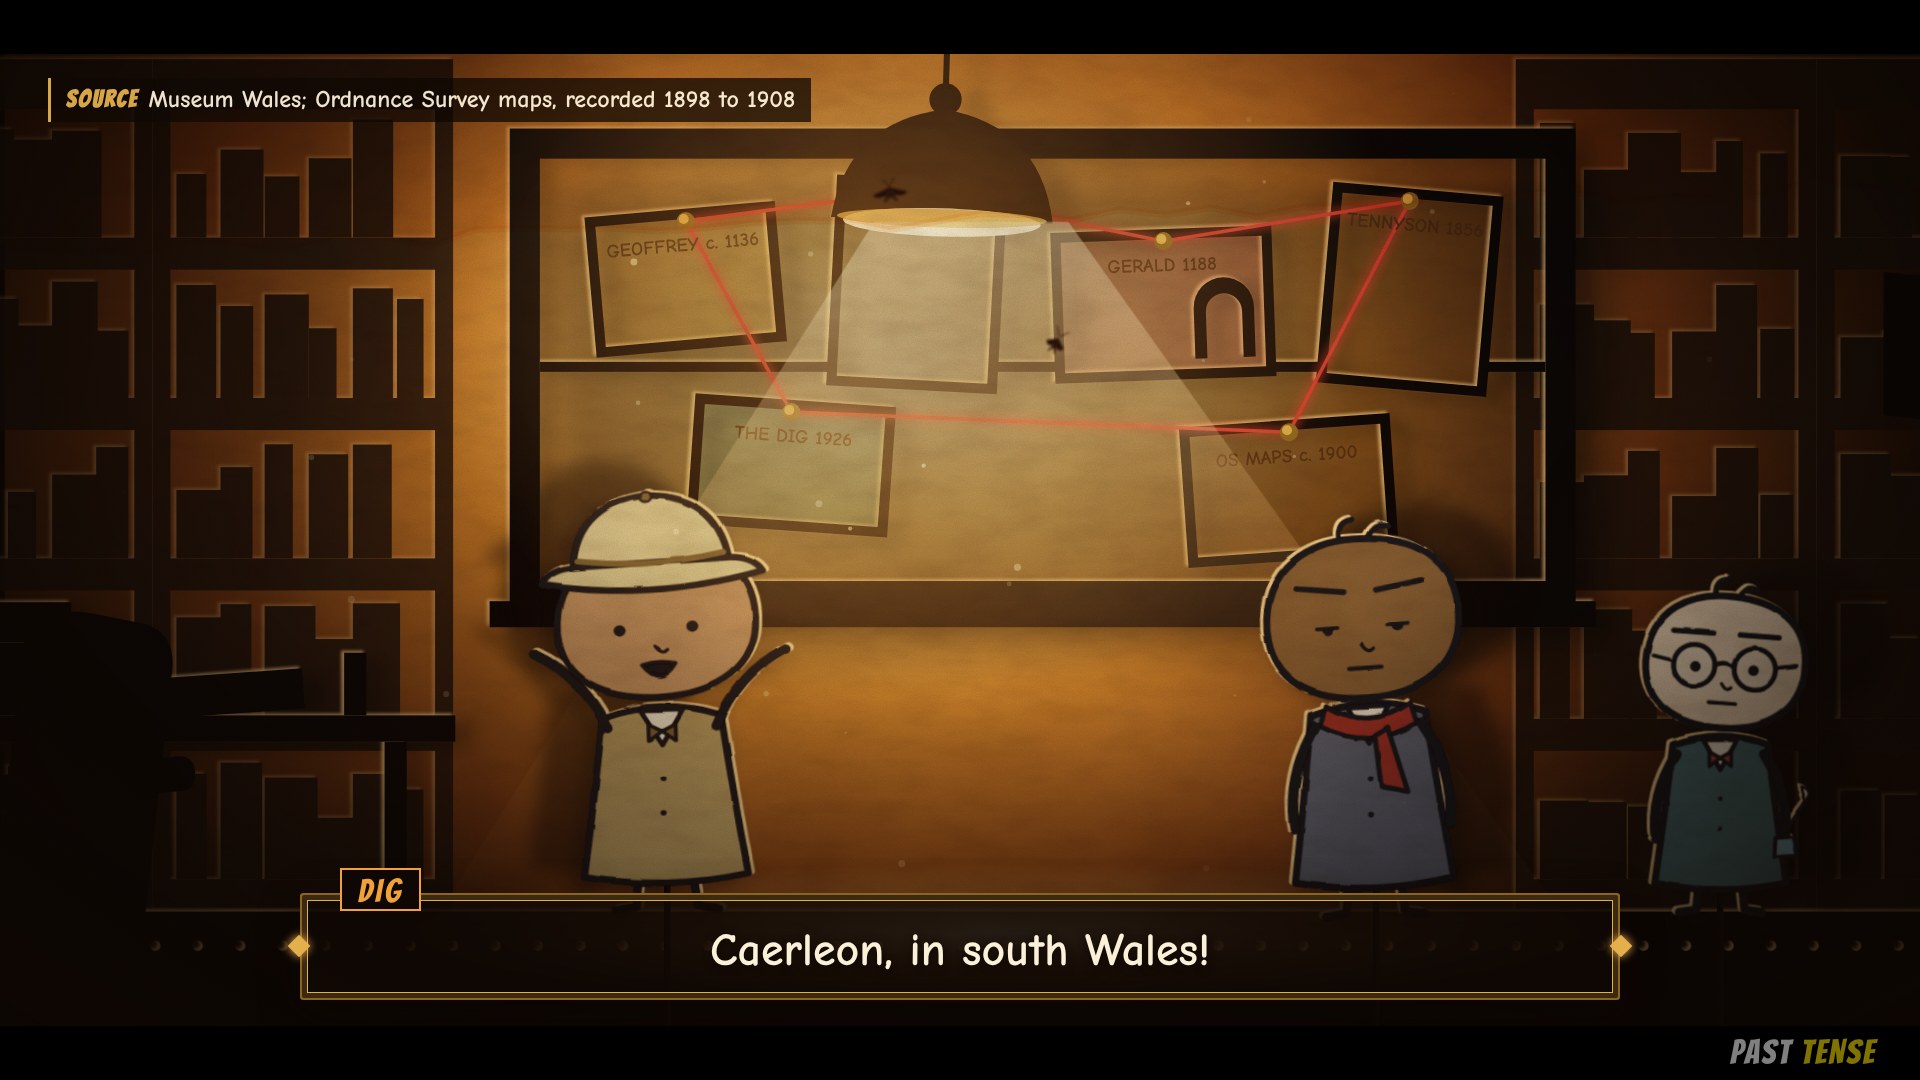 SOURCE Museum Wales; Ordnance Survey maps, recorded 1898 to 1908
GEOFFREY c. 1136
GERALD 1188
TENNYSON 1856
THE DIG 1926
OS MAPS c. 1900
DIG
Caerleon, in south Wales!
PAST TENSE